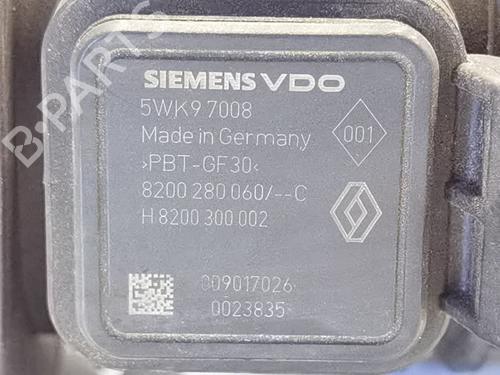 SIEMENS VDO
5WK9 7008
Made in Germany
001
>PBT-GF30<
8200 280 060/--C
H 8200 300 002
009017026
0023835
B-PARTS